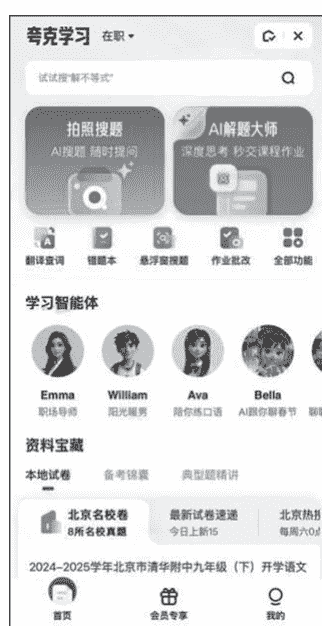 夸克学习 在职
试试搜"解不等式"
拍照搜题
AI搜题 随时提问
AI解题大师
深度思考 秒交课程作业
翻译查词 错题本 悬浮窗搜题 作业批改 全部功能
学习智能体
Emma William Ava Bella
职场导师 阳光暖男 陪你练口语 AI跟你聊春节 聊
资料宝藏
本地试卷 备考锦囊 典型题精讲
北京名校卷 最新试卷速递 北京热
8所名校真题 今日上新15 每周六0
2024-2025学年北京市清华附中九年级（下）开学语文
首页 会员专享 我的